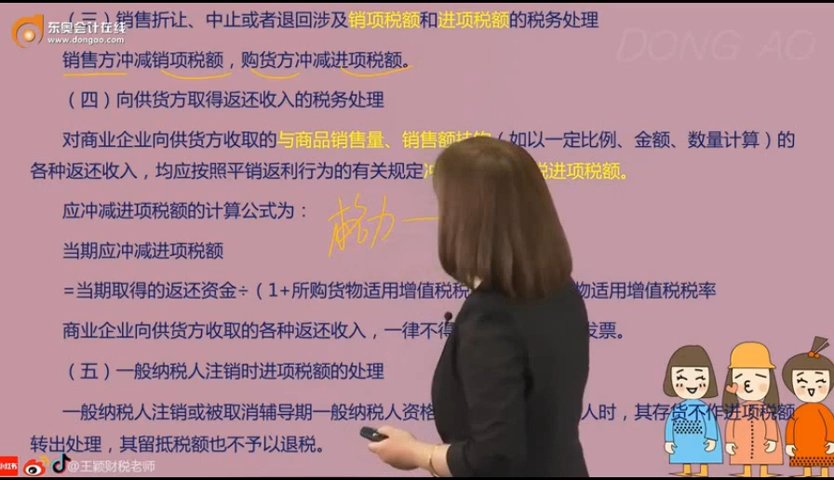 东奥会计在线
www.dongao.com
DONG AO
（三）销售折让、中止或者退回涉及销项税额和进项税额的税务处理
销售方冲减销项税额，购货方冲减进项税额。
（四）向供货方取得返还收入的税务处理
对商业企业向供货方收取的与商品销售量、销售额挂钩（如以一定比例、金额、数量计算）的
各种返还收入，均应按照平销返利行为的有关规定冲 税进项税额。
应冲减进项税额的计算公式为：
格力
当期应冲减进项税额
=当期取得的返还资金÷（1+所购货物适用增值税税 物适用增值税税率
商业企业向供货方收取的各种返还收入，一律不得 发票。
（五）一般纳税人注销时进项税额的处理
一般纳税人注销或被取消辅导期一般纳税人资格 人时，其存货不作进项税额
转出处理，其留抵税额也不予以退税。
小红书 @王颖财税老师